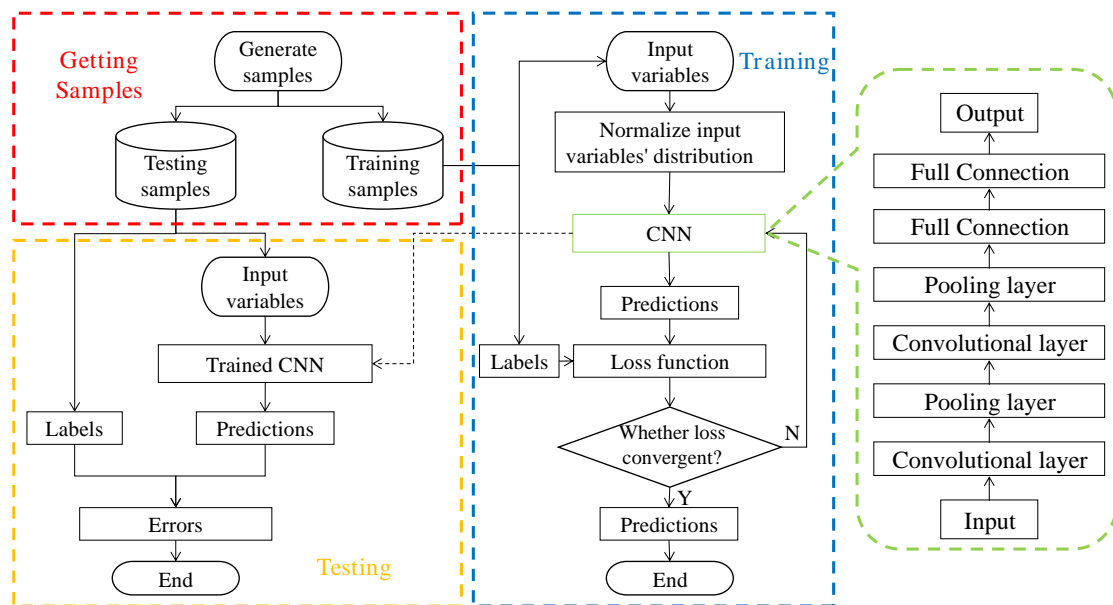 Getting
Samples
Generate
samples
Testing
samples
Training
samples
Input
variables
Trained CNN
Labels
Predictions
Errors
End
Testing
Training
Input
variables
Normalize input
variables' distribution
CNN
Predictions
Labels
Loss function
Whether loss
convergent?
N
Y
Predictions
End
Output
Full Connection
Full Connection
Pooling layer
Convolutional layer
Pooling layer
Convolutional layer
Input